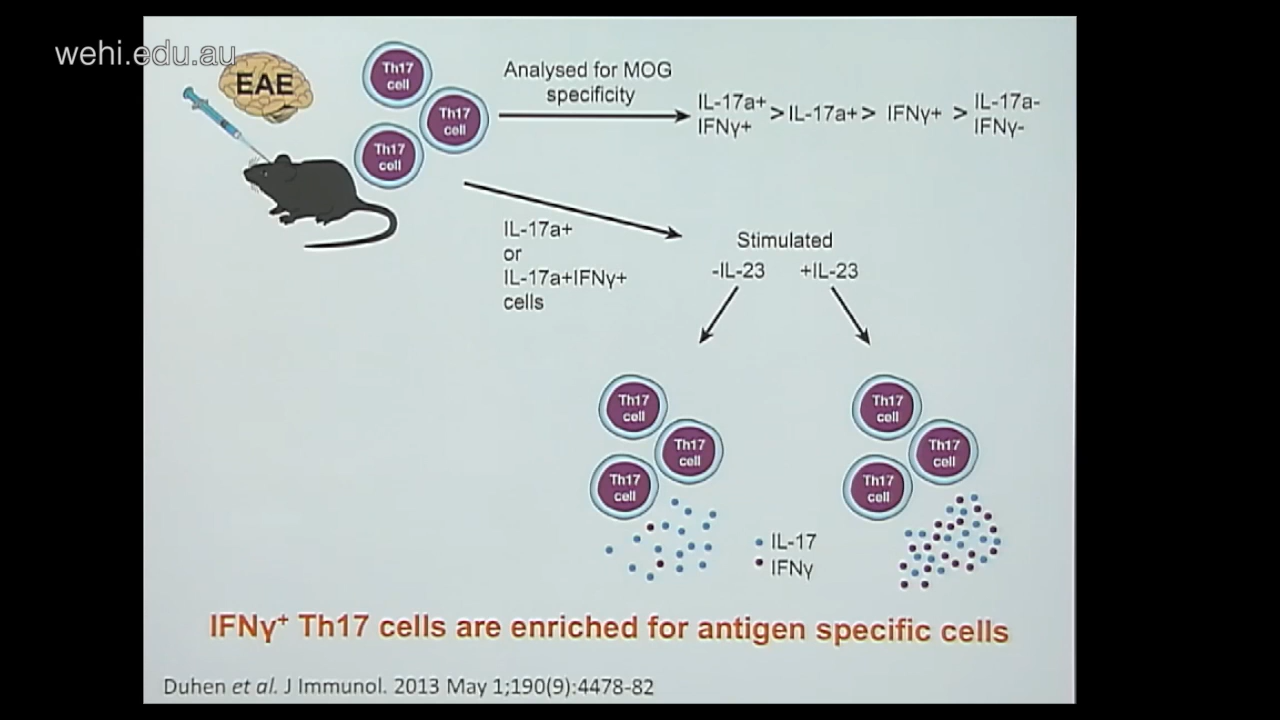 wehi.edu.au
EAE
Th17
cell
Th17
cell
Th17
cell
Analysed for MOG
specificity
IL-17a+
IFNγ+
> IL-17a+ > IFNγ+ >
IL-17a-
IFNγ-
IL-17a+
or
IL-17a+IFNγ+
cells
Stimulated
-IL-23 +IL-23
Th17
cell
Th17
cell
Th17
cell
Th17
cell
Th17
cell
Th17
cell
IL-17
IFNγ
IFNγ+ Th17 cells are enriched for antigen specific cells
Duhen et al. J Immunol. 2013 May 1;190(9):4478-82